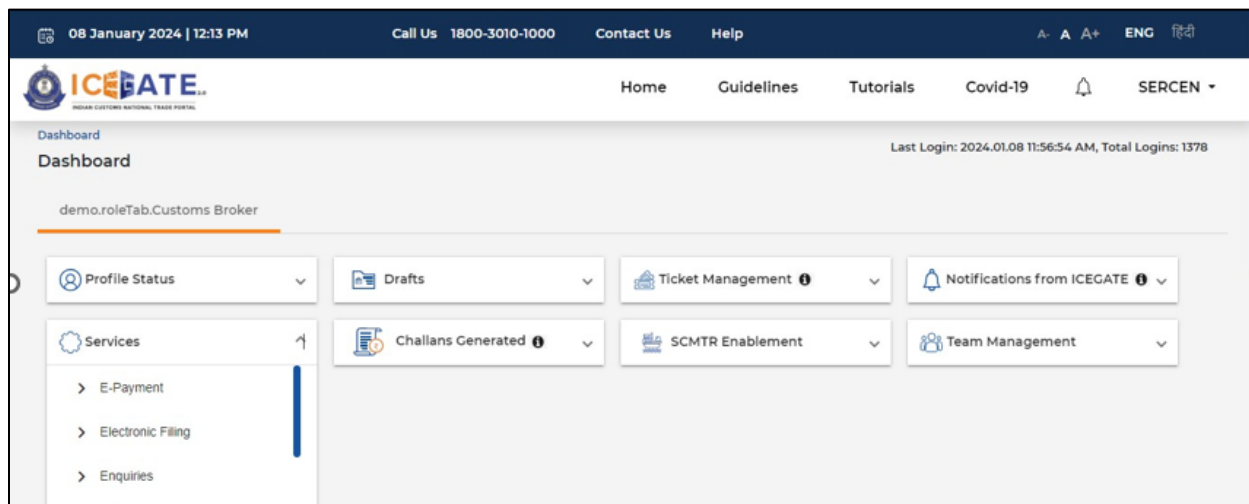 08 January 2024 | 12:13 PM Call Us 1800-3010-1000 Contact Us Help A- A A+ ENG हिंदी
ICEGATE 2.0 Home Guidelines Tutorials Covid-19 SERCEN
INDIAN CUSTOMS NATIONAL TRADE PORTAL
Dashboard
Dashboard Last Login: 2024.01.08 11:56:54 AM, Total Logins: 1378
demo.roleTab.Customs Broker
Profile Status Drafts Ticket Management Notifications from ICEGATE
Services Challans Generated SCMTR Enablement Team Management
E-Payment
Electronic Filing
Enquiries